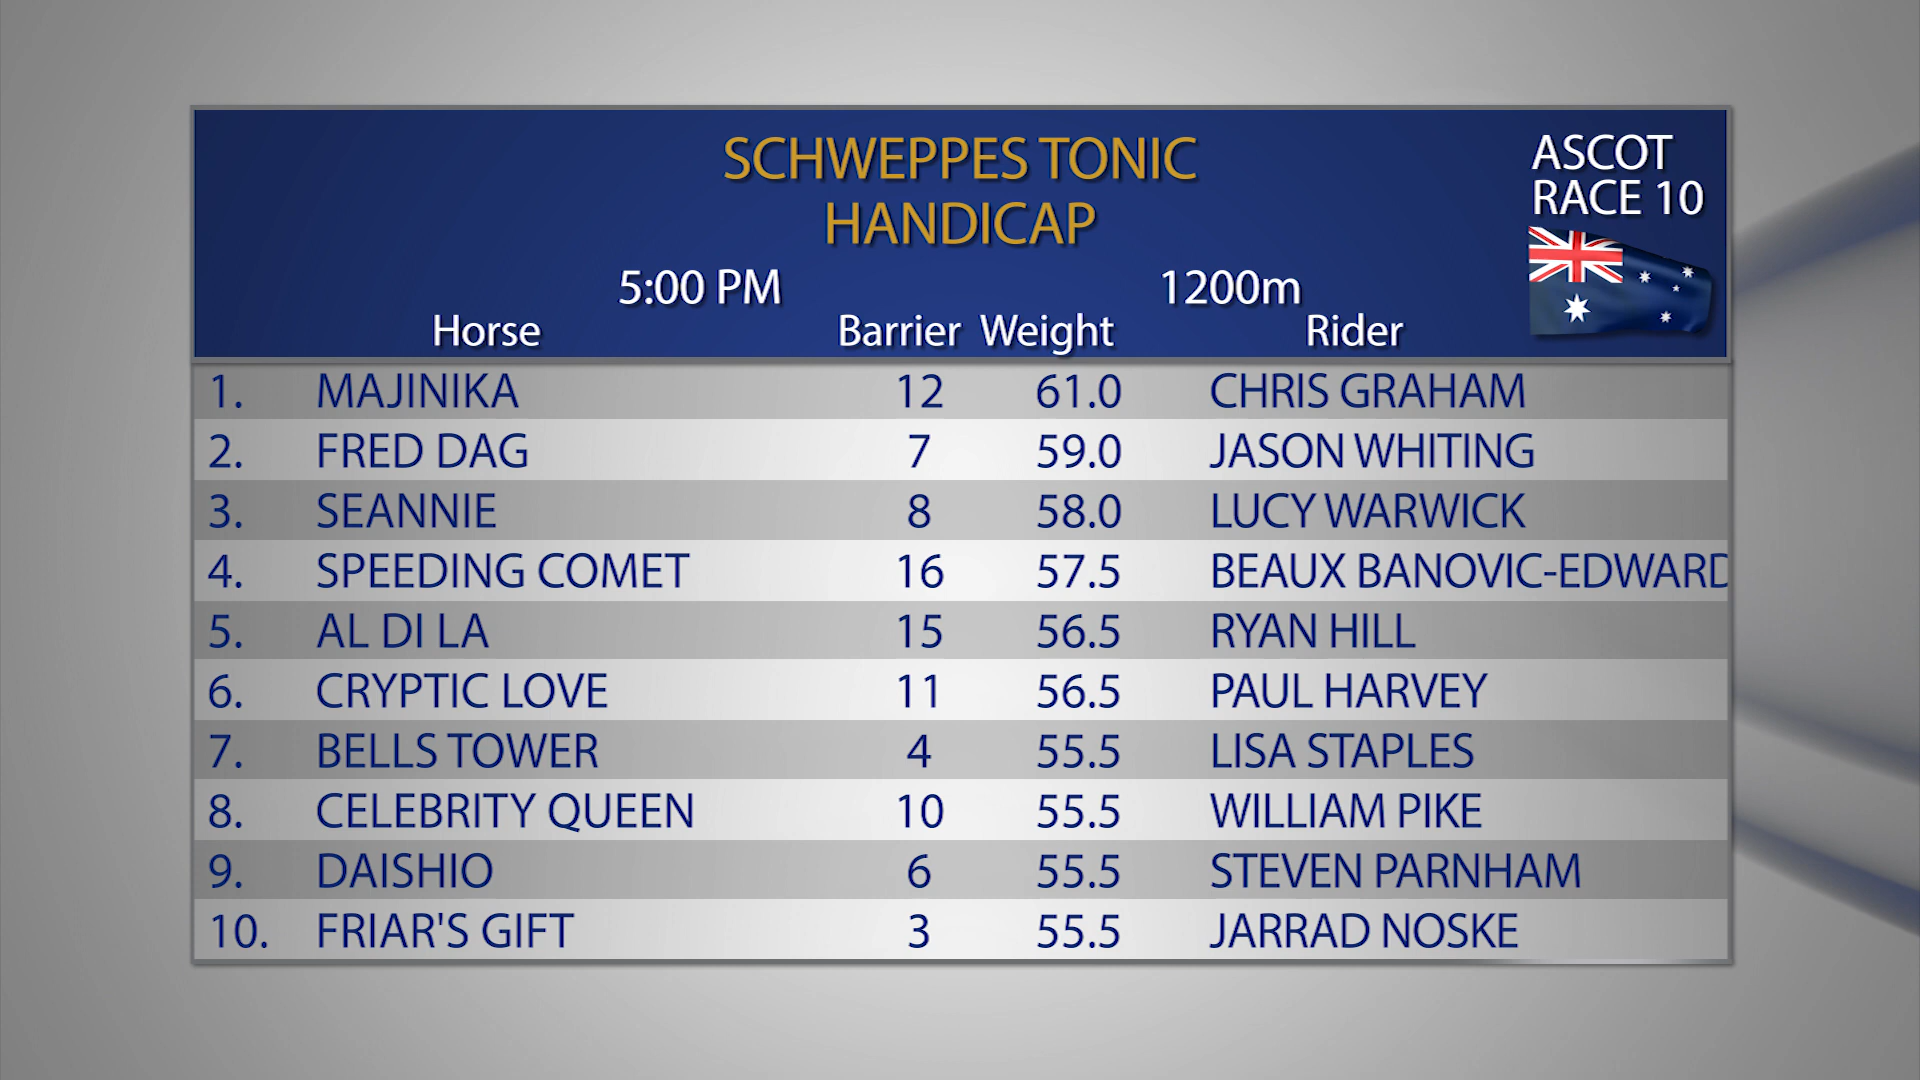 SCHWEPPES TONIC
HANDICAP
ASCOT
RACE 10
5:00 PM 1200m
Horse Barrier Weight Rider
1. MAJINIKA 12 61.0 CHRIS GRAHAM
2. FRED DAG 7 59.0 JASON WHITING
3. SEANNIE 8 58.0 LUCY WARWICK
4. SPEEDING COMET 16 57.5 BEAUX BANOVIC-EDWARD
5. AL DI LA 15 56.5 RYAN HILL
6. CRYPTIC LOVE 11 56.5 PAUL HARVEY
7. BELLS TOWER 4 55.5 LISA STAPLES
8. CELEBRITY QUEEN 10 55.5 WILLIAM PIKE
9. DAISHIO 6 55.5 STEVEN PARNHAM
10. FRIAR'S GIFT 3 55.5 JARRAD NOSKE